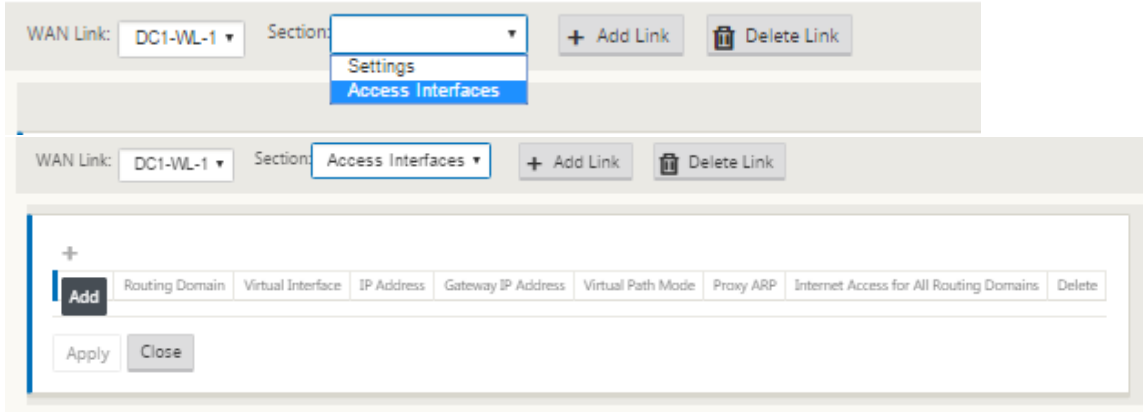 WAN Link: DC1-WL-1 Section: + Add Link Delete Link
Settings
Access Interfaces
WAN Link: DC1-WL-1 Section: Access Interfaces + Add Link Delete Link
+
Add Routing Domain Virtual Interface IP Address Gateway IP Address Virtual Path Mode Proxy ARP Internet Access for All Routing Domains Delete
Apply Close